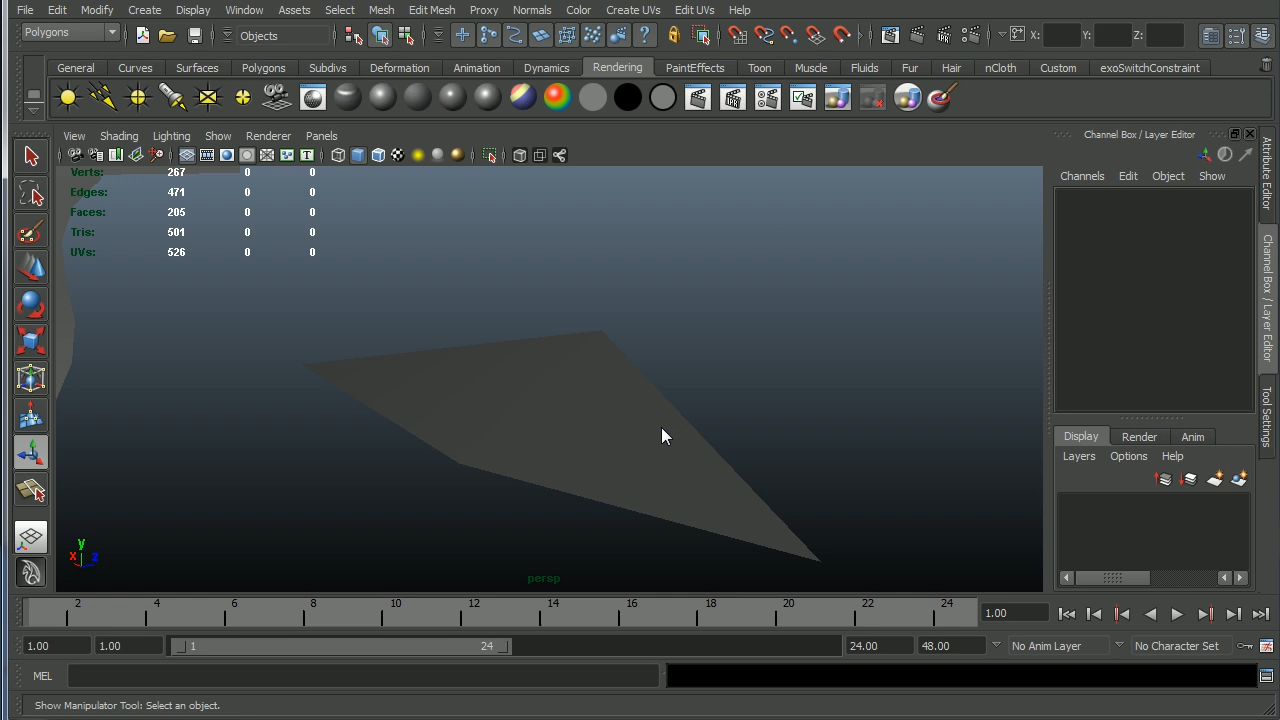 File Edit Modify Create Display Window Assets Select Mesh Edit Mesh Proxy Normals Color Create UVs Edit UVs Help
Polygons Objects X: Y: Z:
General Curves Surfaces Polygons Subdivs Deformation Animation Dynamics Rendering PaintEffects Toon Muscle Fluids Fur Hair nCloth Custom exoSwitchConstraint
View Shading Lighting Show Renderer Panels
Channel Box / Layer Editor
Channels Edit Object Show
Verts: 267 0 0
Edges: 471 0 0
Faces: 205 0 0
Tris: 501 0 0
UVs: 526 0 0
Attribute Editor
Channel Box / Layer Editor
Tool Settings
Display Render Anim
Layers Options Help
y
x z
persp
2 4 6 8 10 12 14 16 18 20 22 24 1.00
1.00 1.00 1 24 24.00 48.00 No Anim Layer No Character Set
MEL
Show Manipulator Tool: Select an object.